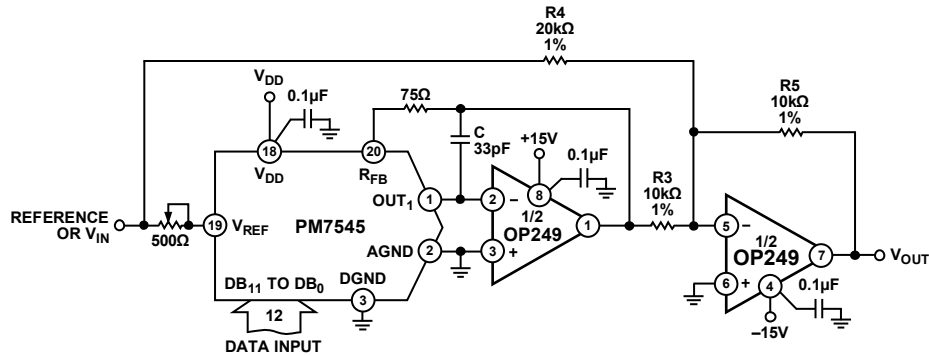 R4
20kΩ
1%
VDD
0.1µF
75Ω
R5
10kΩ
1%
C
33pF
+15V
0.1µF
18
VDD
20
RFB
R3
10kΩ
1%
OUT1
1
2
–
8
1/2
OP249
1
REFERENCE
OR VIN
500Ω
19
VREF
PM7545
AGND
2
3
+
5
–
1/2
OP249
7
VOUT
DB11 TO DB0
DGND
3
6
+
4
0.1µF
12
–15V
DATA INPUT